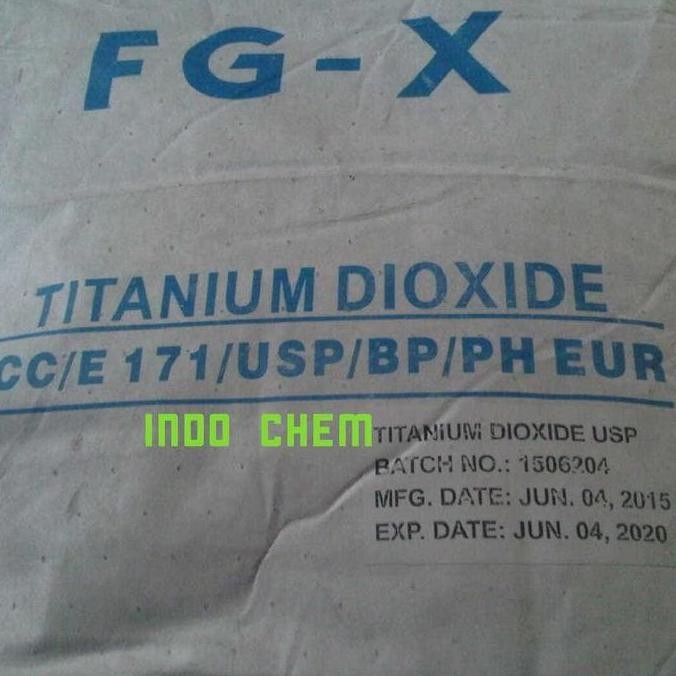 FG-X
TITANIUM DIOXIDE
CC/E 171/USP/BP/PH EUR
INDO CHEM
TITANIUM DIOXIDE USP
BATCH NO.: 1506204
MFG. DATE: JUN. 04, 2015
EXP. DATE: JUN. 04, 2020